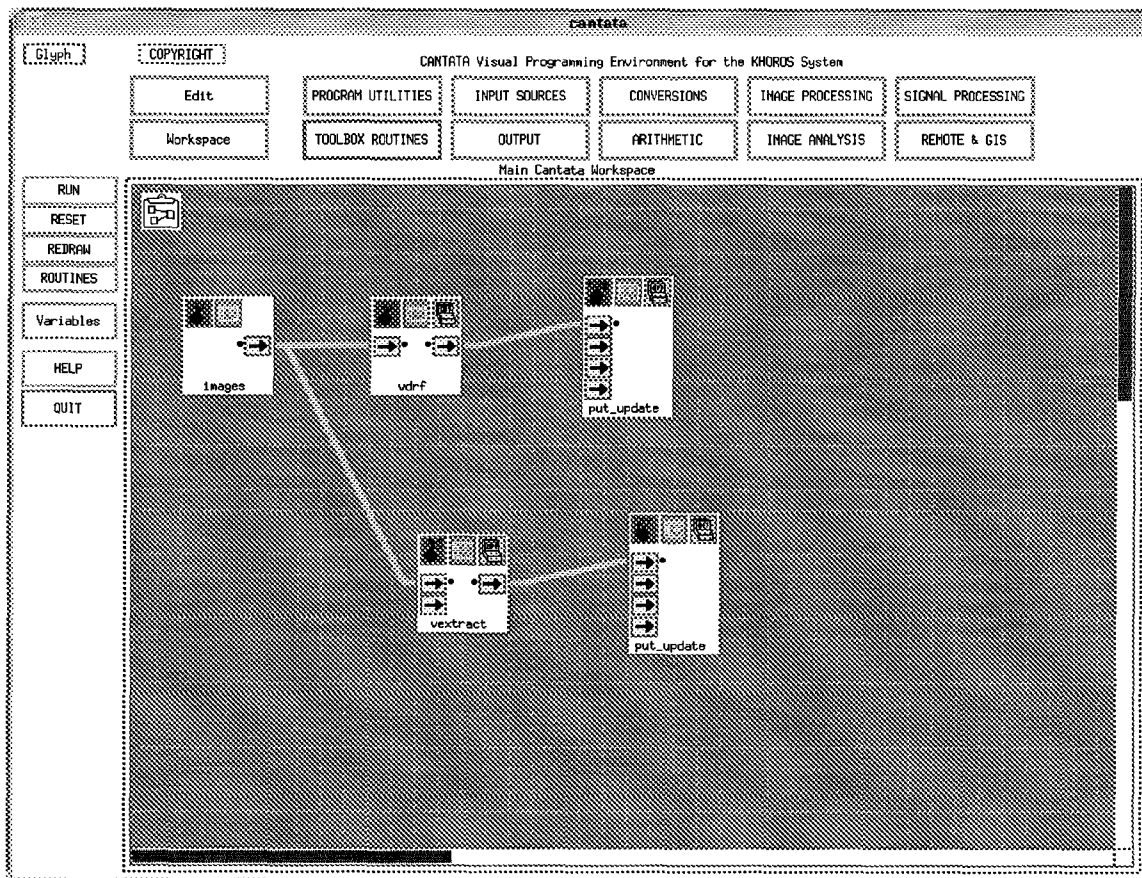 cantata
Glyph
COPYRIGHT
CANTATA Visual Programming Environment for the KHOROS System
Edit
PROGRAM UTILITIES
INPUT SOURCES
CONVERSIONS
IMAGE PROCESSING
SIGNAL PROCESSING
Workspace
TOOLBOX ROUTINES
OUTPUT
ARITHMETIC
IMAGE ANALYSIS
REMOTE & GIS
Main Cantata Workspace
RUN
RESET
REDRAW
ROUTINES
Variables
HELP
QUIT
images
vdrf
put_update
vextract
put_update